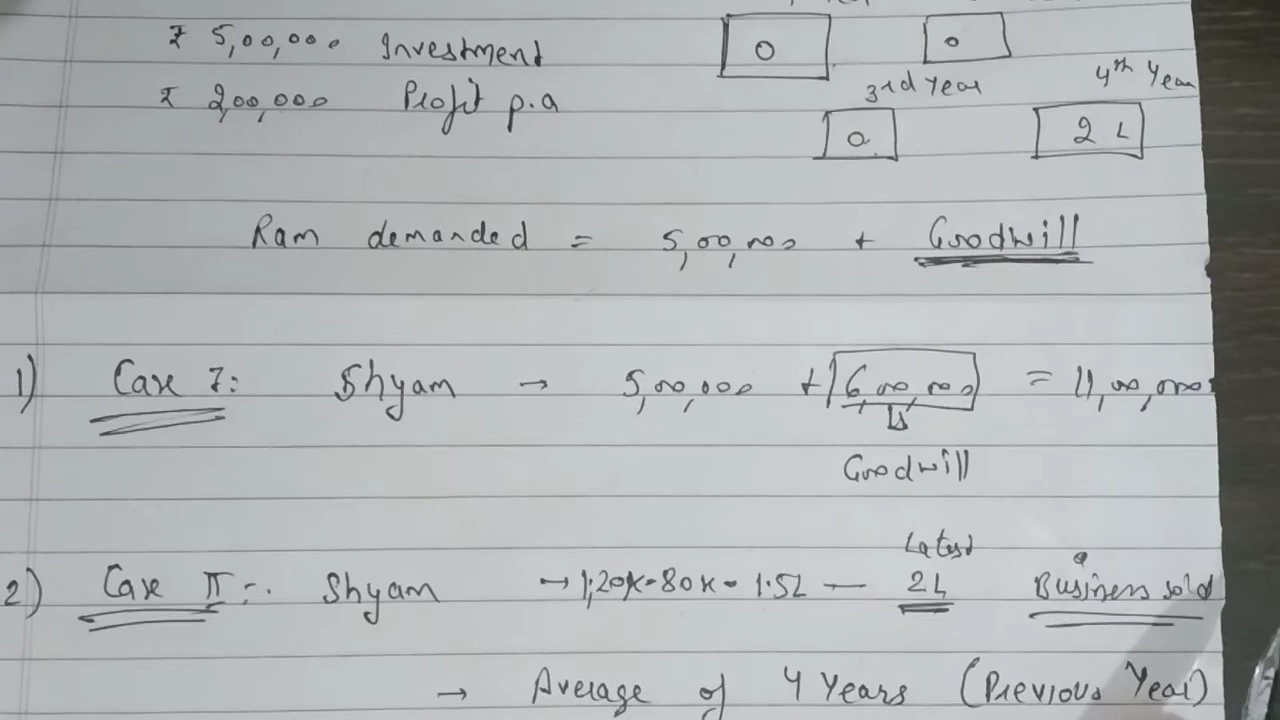 ₹ 5,00,000 Investment
0 0
₹ 2,00,000 Profit p.a
3rd Year 4th Year
0 2 L
Ram demanded = 5,00,000 + Goodwill
1) Case I: Shyam → 5,00,000 + 6,00,000 = 11,00,000
Goodwill
Latest
2) Case II :- Shyam → 1,20K - 80K - 1.5L — 2L Business sold
→ Average of 4 Years (Previous Year)